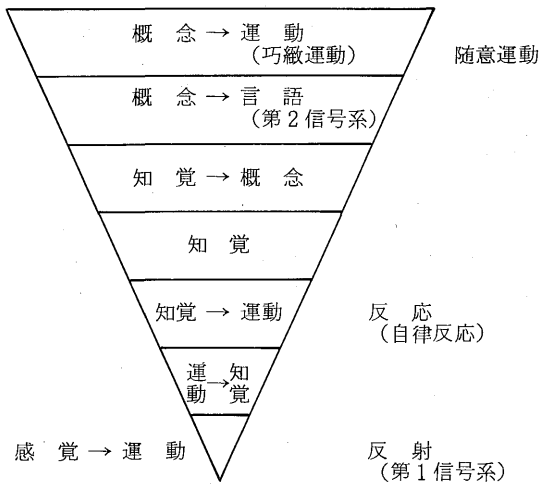 概念→運動
(巧緻運動)
随意運動
概念→言語
(第2信号系)
知覚→概念
知覚
知覚→運動
反応
(自律反応)
運動→知覚
感覚→運動
反射
(第1信号系)